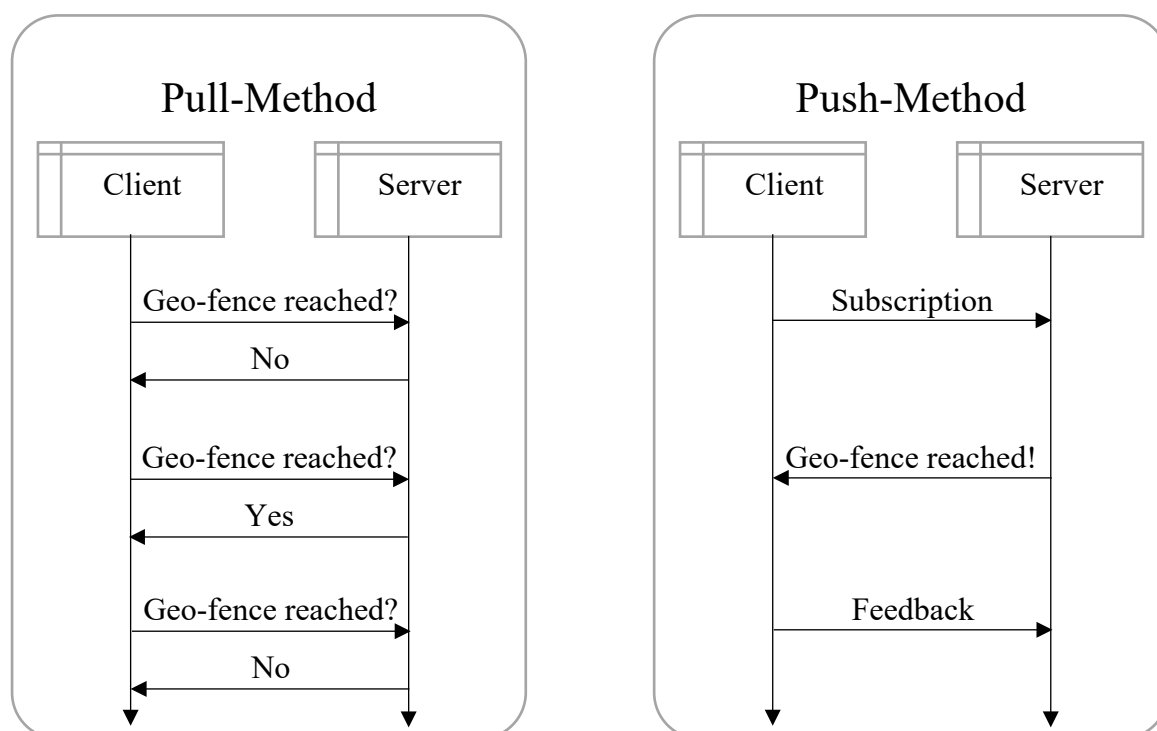 Pull-Method
Client
Server
Geo-fence reached?
No
Geo-fence reached?
Yes
Geo-fence reached?
No
Push-Method
Client
Server
Subscription
Geo-fence reached!
Feedback